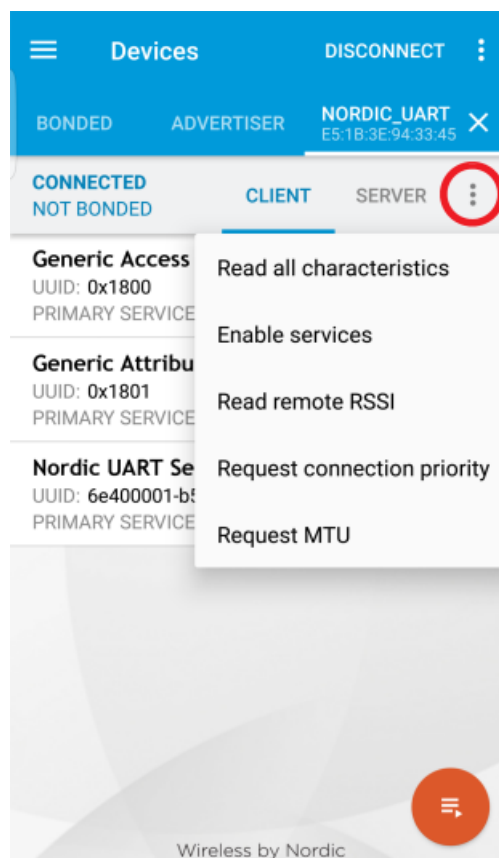 Devices
DISCONNECT
BONDED
ADVERTISER
NORDIC_UART
E5:1B:3E:94:33:45
CONNECTED
NOT BONDED
CLIENT
SERVER
Generic Access
UUID: 0x1800
PRIMARY SERVICE
Generic Attribu
UUID: 0x1801
PRIMARY SERVICE
Nordic UART Se
UUID: 6e400001-b5
PRIMARY SERVICE
Read all characteristics
Enable services
Read remote RSSI
Request connection priority
Request MTU
Wireless by Nordic